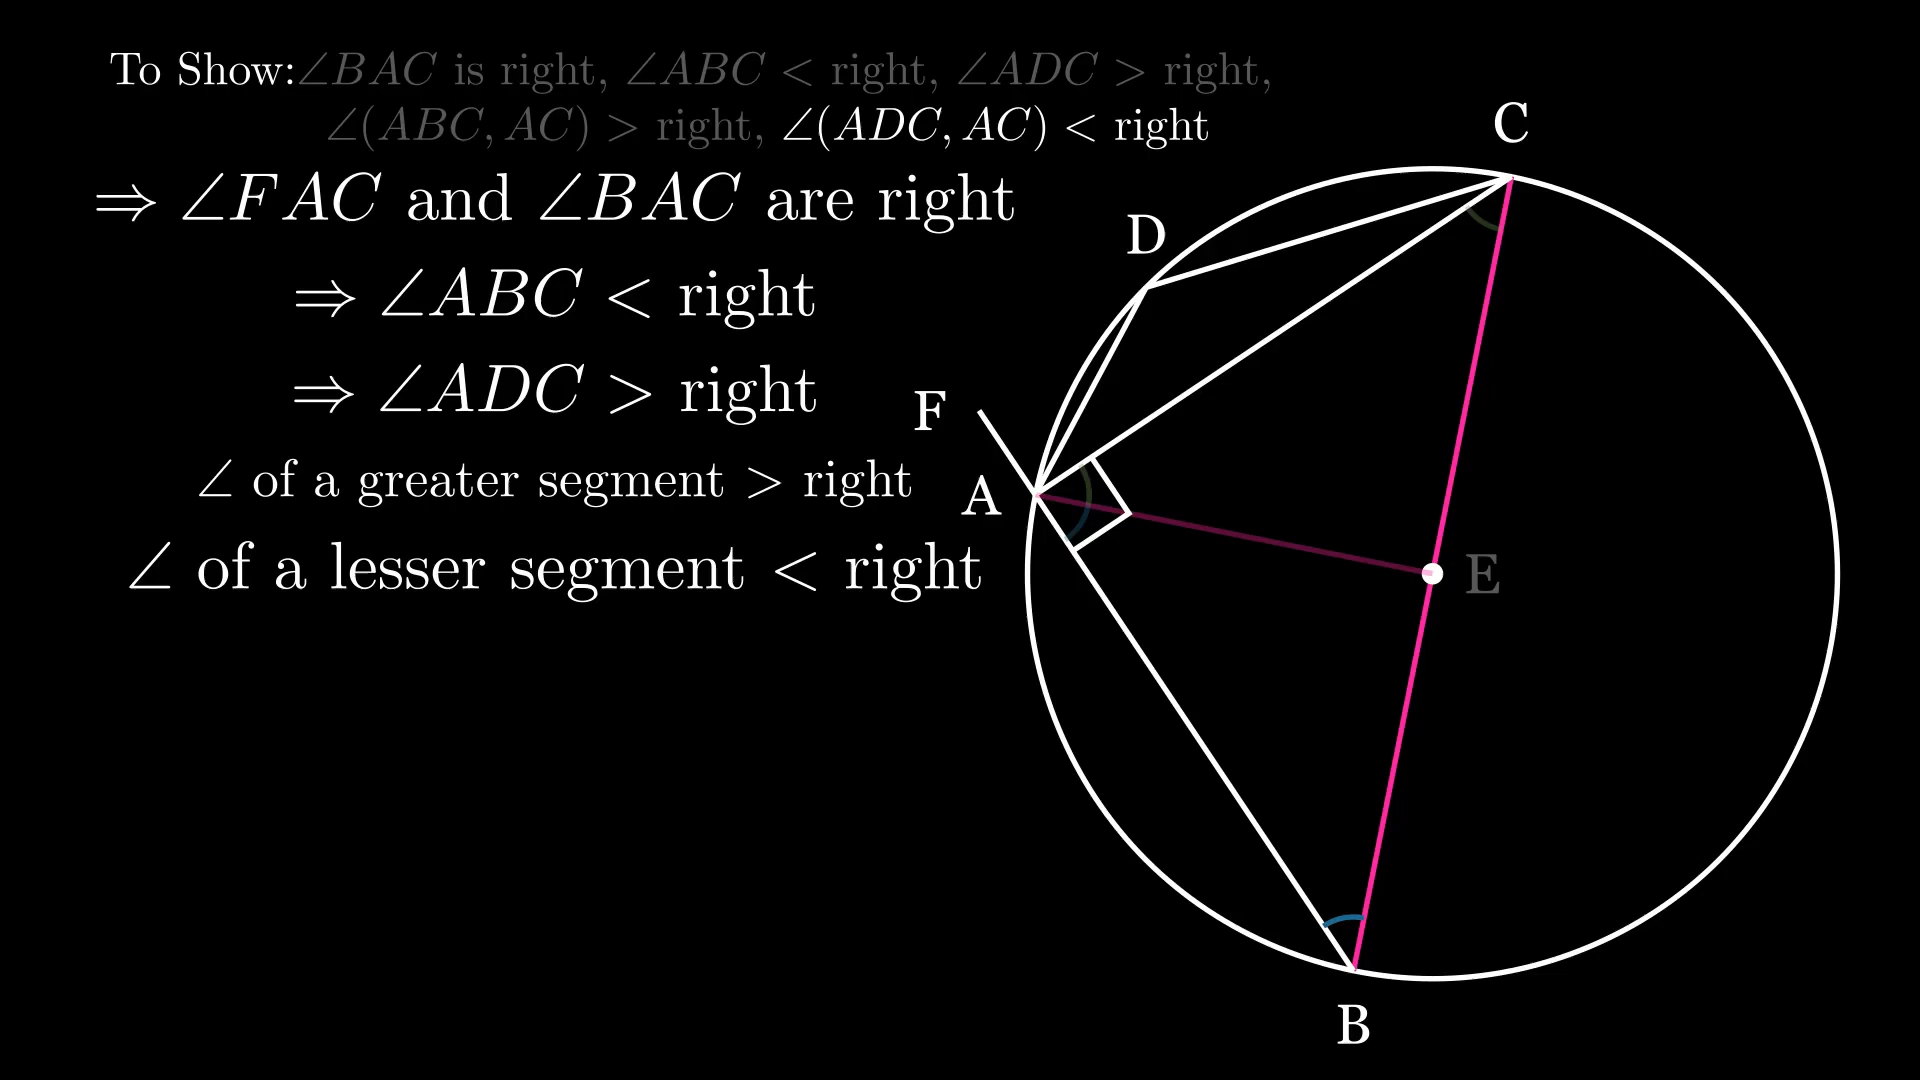 To Show:∠BAC is right, ∠ABC < right, ∠ADC > right,
∠(ABC, AC) > right, ∠(ADC, AC) < right
⇒ ∠FAC and ∠BAC are right
⇒ ∠ABC < right
⇒ ∠ADC > right
∠ of a greater segment > right
∠ of a lesser segment < right
C
D
F
A
E
B